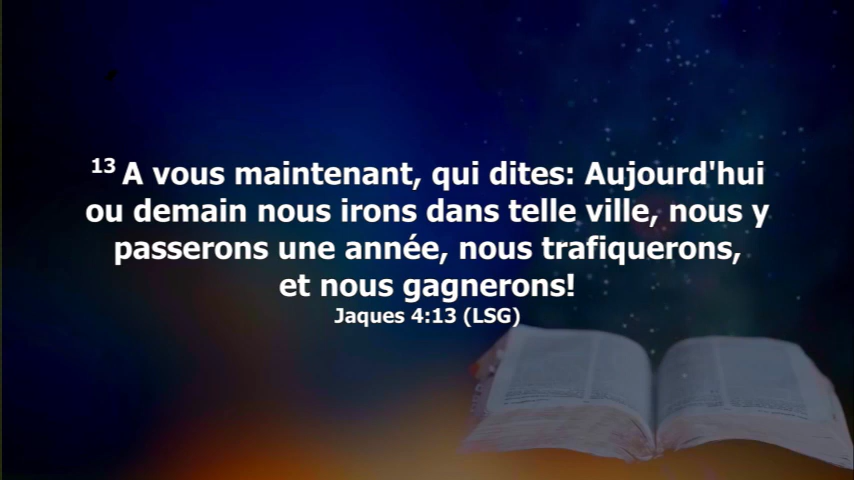 13 A vous maintenant, qui dites: Aujourd'hui
ou demain nous irons dans telle ville, nous y
passerons une année, nous trafiquerons,
et nous gagnerons!
Jaques 4:13 (LSG)